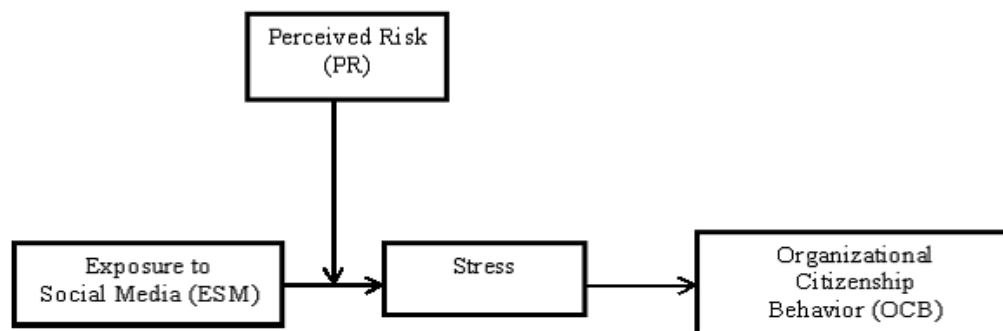 Perceived Risk
(PR)
Exposure to
Social Media (ESM)
Stress
Organizational
Citizenship
Behavior (OCB)